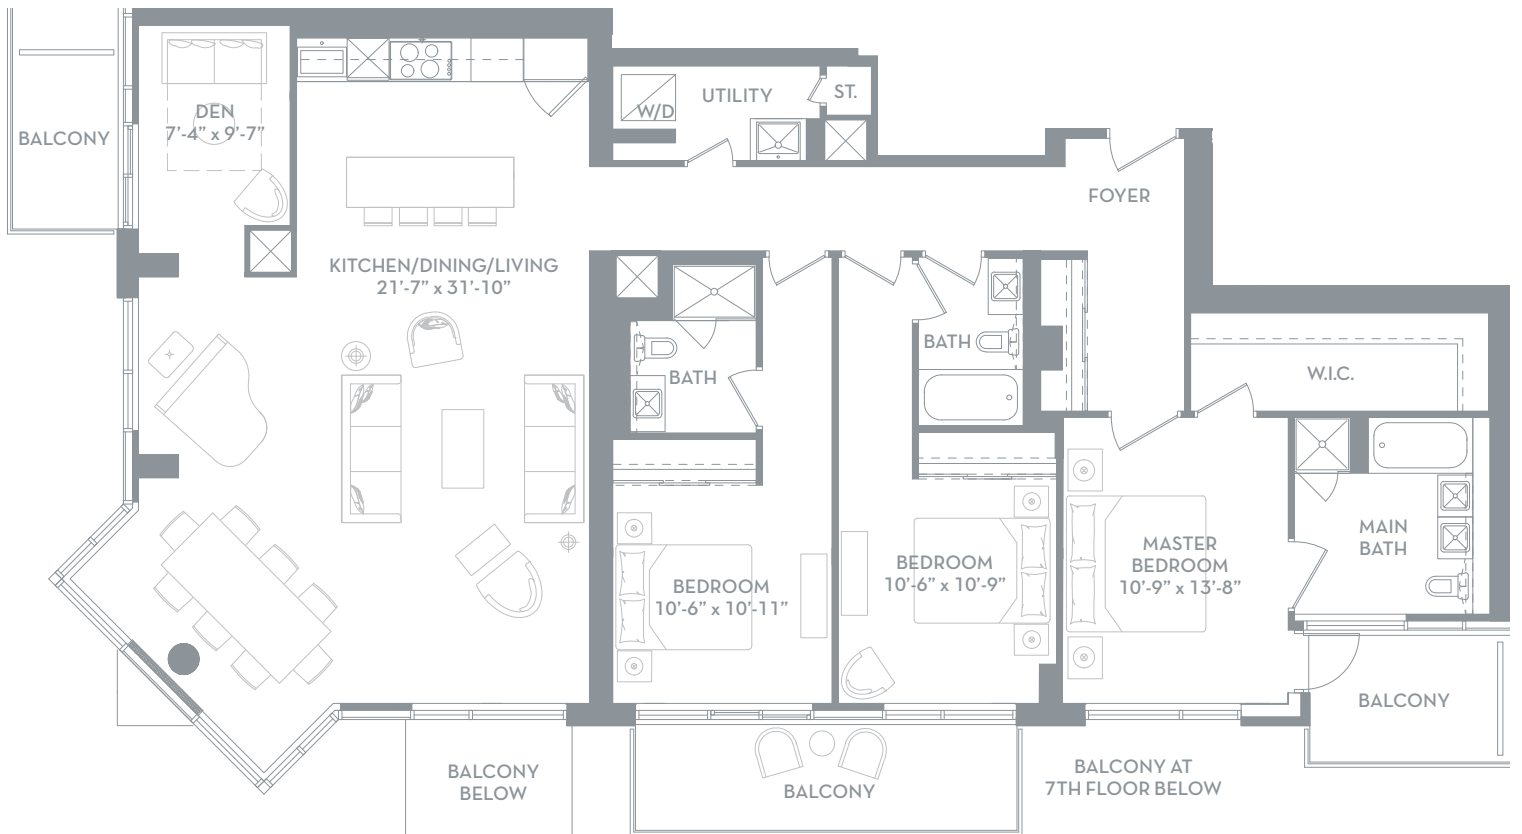 BALCONY
DEN
7'-4" x 9'-7"
W/D
UTILITY
ST.
FOYER
KITCHEN/DINING/LIVING
21'-7" x 31'-10"
BATH
BATH
W.I.C.
MAIN
BATH
BEDROOM
10'-6" x 10'-11"
BEDROOM
10'-6" x 10'-9"
MASTER
BEDROOM
10'-9" x 13'-8"
BALCONY
BALCONY
BELOW
BALCONY
BALCONY AT
7TH FLOOR BELOW